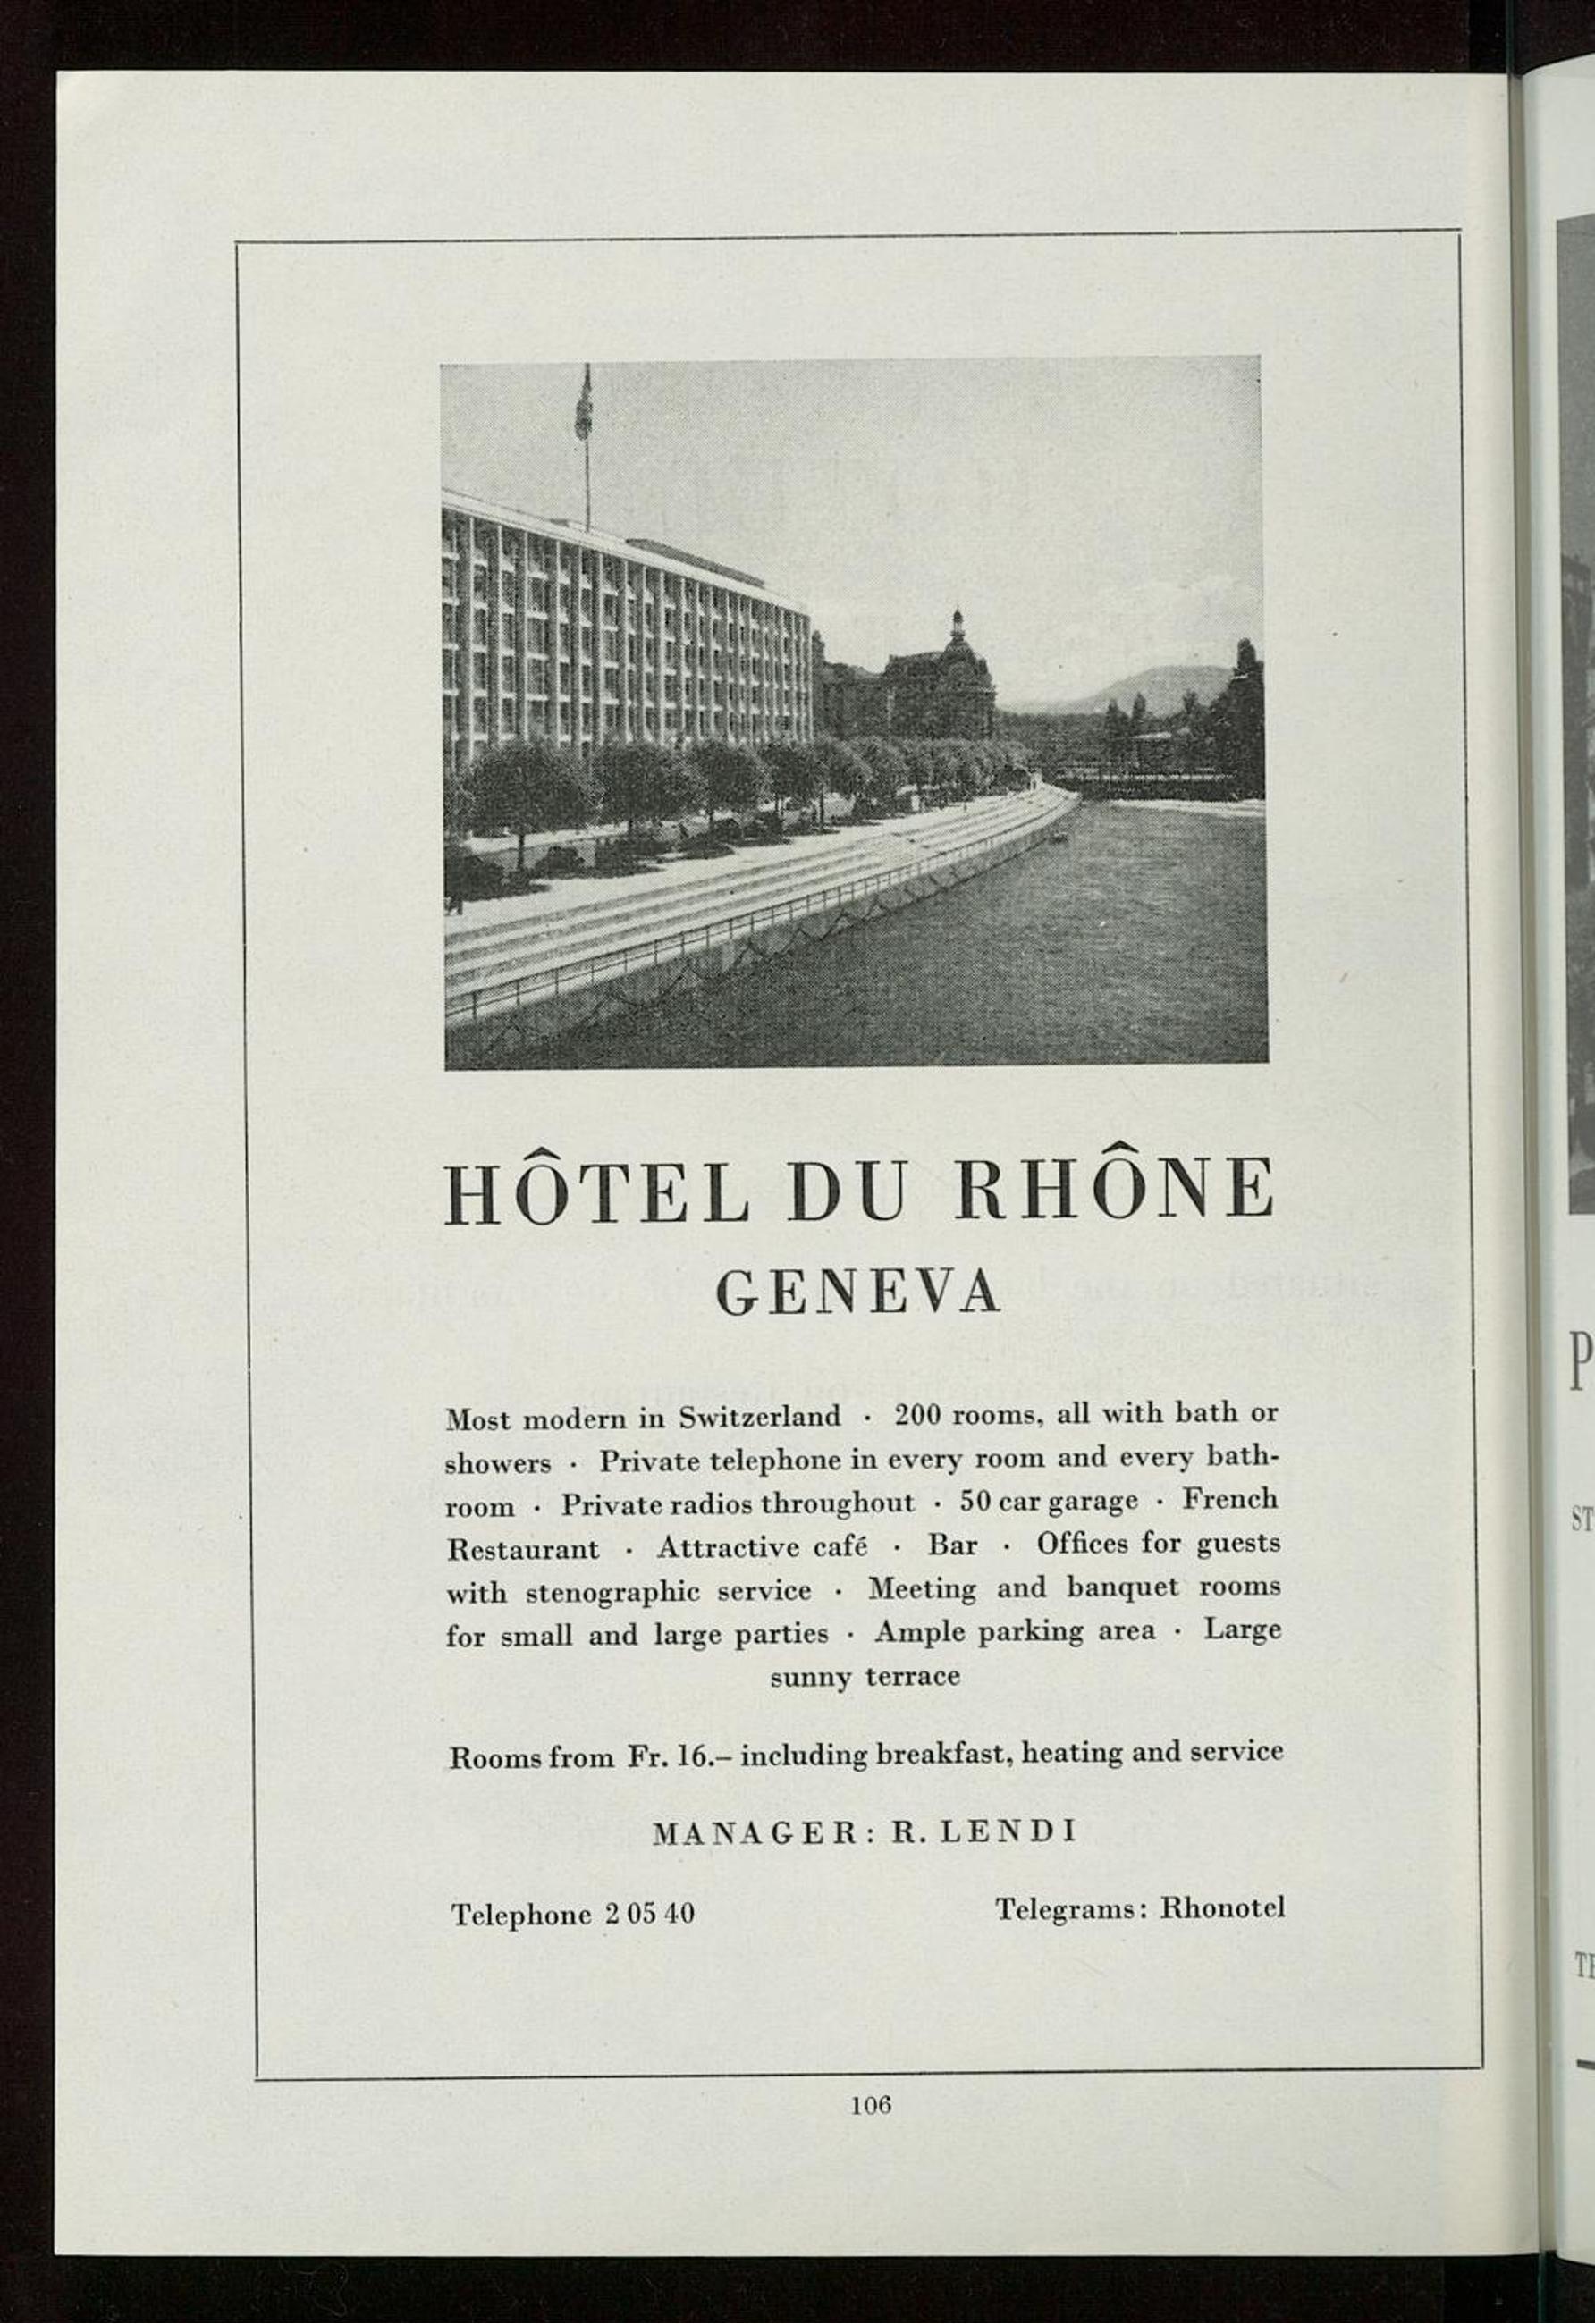 HÔTEL DU RHÔNE
GENEVA
Most modern in Switzerland · 200 rooms, all with bath or
showers · Private telephone in every room and every bath-
room · Private radios throughout · 50 car garage · French
Restaurant · Attractive café · Bar · Offices for guests
with stenographic service · Meeting and banquet rooms
for small and large parties · Ample parking area · Large
sunny terrace
Rooms from Fr. 16.– including breakfast, heating and service
MANAGER: R. LENDI
Telephone 2 05 40
Telegrams: Rhonotel
106
P
ST